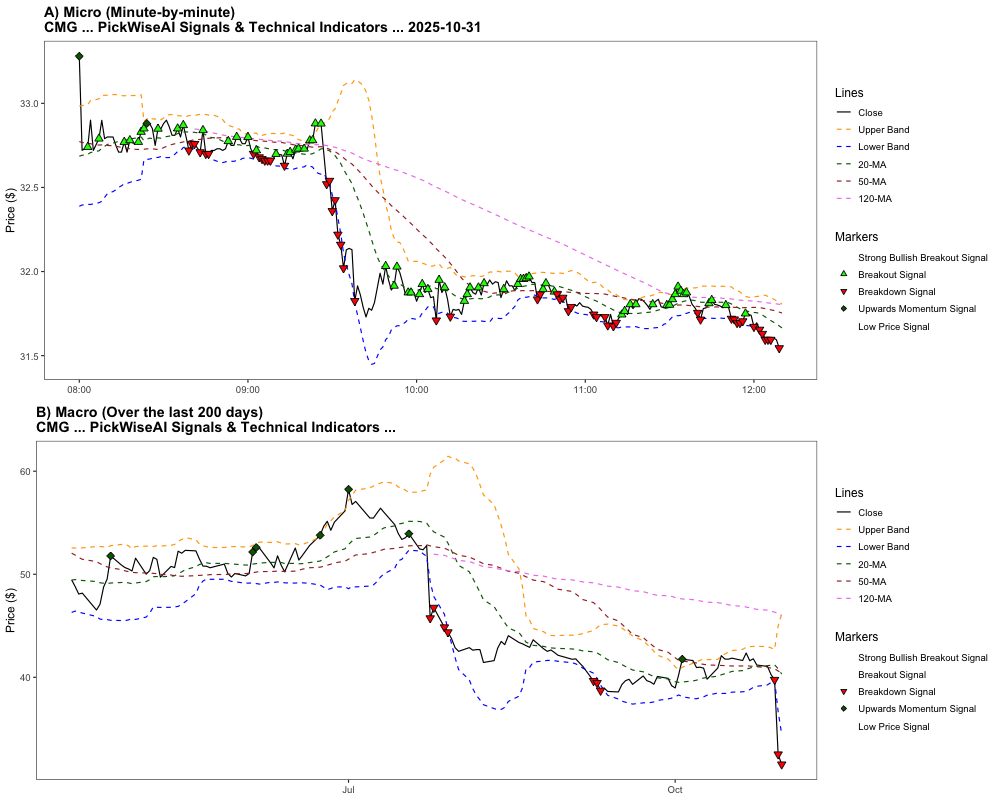 A) Micro (Minute-by-minute)
CMG ... PickWiseAI Signals & Technical Indicators ... 2025-10-31
Price ($)
33.0
32.5
32.0
31.5
08:00
09:00
10:00
11:00
12:00
Lines
Close
Upper Band
Lower Band
20-MA
50-MA
120-MA
Markers
Strong Bullish Breakout Signal
Breakout Signal
Breakdown Signal
Upwards Momentum Signal
Low Price Signal
B) Macro (Over the last 200 days)
CMG ... PickWiseAI Signals & Technical Indicators ...
Price ($)
60
50
40
Jul
Oct
Lines
Close
Upper Band
Lower Band
20-MA
50-MA
120-MA
Markers
Strong Bullish Breakout Signal
Breakout Signal
Breakdown Signal
Upwards Momentum Signal
Low Price Signal